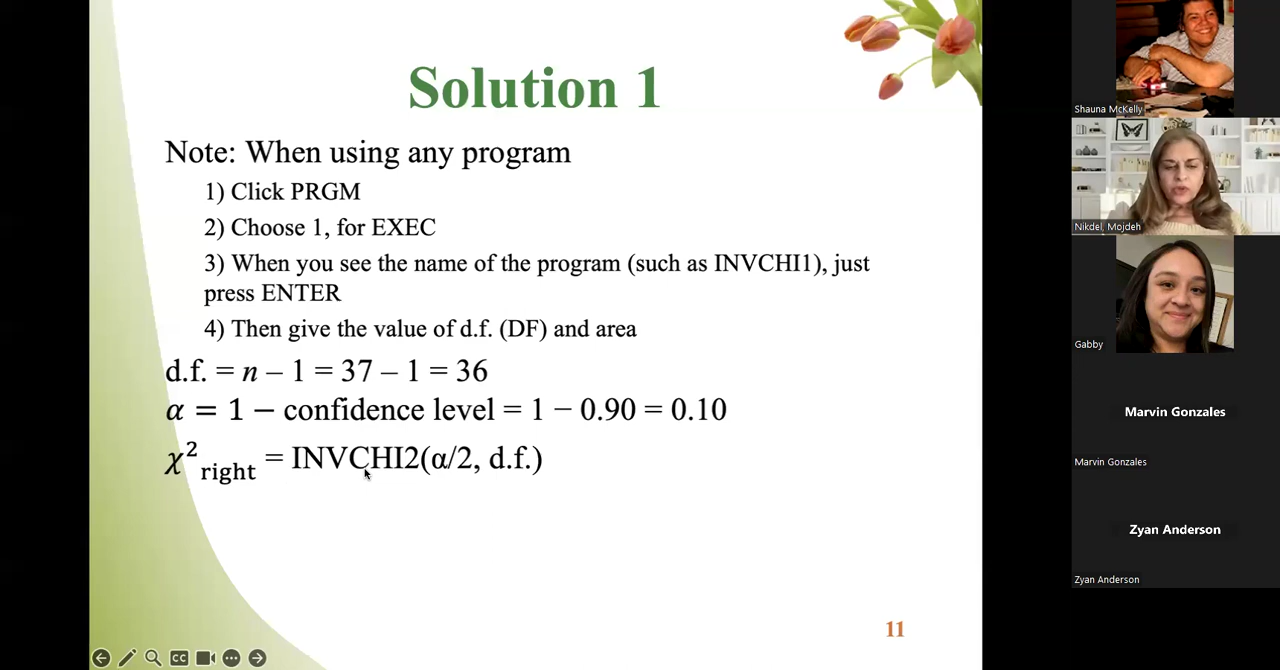 Solution 1
Note: When using any program
1) Click PRGM
2) Choose 1, for EXEC
3) When you see the name of the program (such as INVCHI1), just
press ENTER
4) Then give the value of d.f. (DF) and area
d.f. = n – 1 = 37 – 1 = 36
α = 1 − confidence level = 1 − 0.90 = 0.10
χ²right = INVCHI2(α/2, d.f.)
11
CC
Shauna McKelly
Nikdel, Mojdeh
Gabby
Marvin Gonzales
Marvin Gonzales
Zyan Anderson
Zyan Anderson